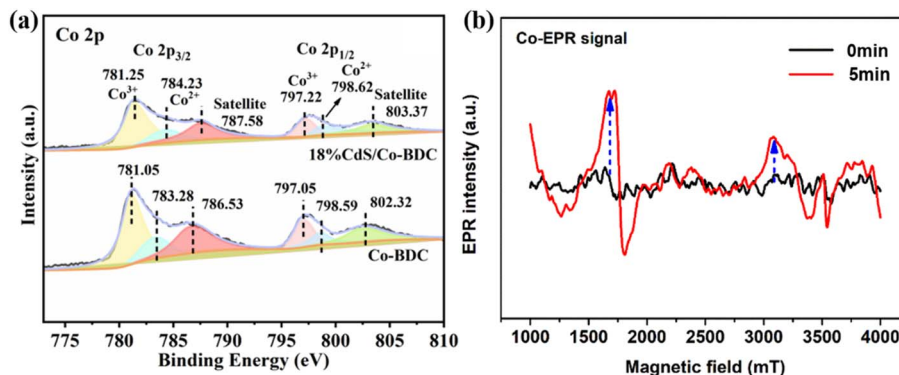 (a)
Co 2p
Co 2p3/2
Co 2p1/2
781.25
Co3+
784.23
Co2+
Satellite
787.58
Co3+
797.22
Co2+
798.62
Satellite
803.37
18%CdS/Co-BDC
781.05
783.28
786.53
797.05
798.59
802.32
Co-BDC
Intensity (a.u.)
775 780 785 790 795 800 805 810
Binding Energy (eV)
(b)
Co-EPR signal
0min
5min
EPR intensity (a.u.)
1000 1500 2000 2500 3000 3500 4000
Magnetic field (mT)